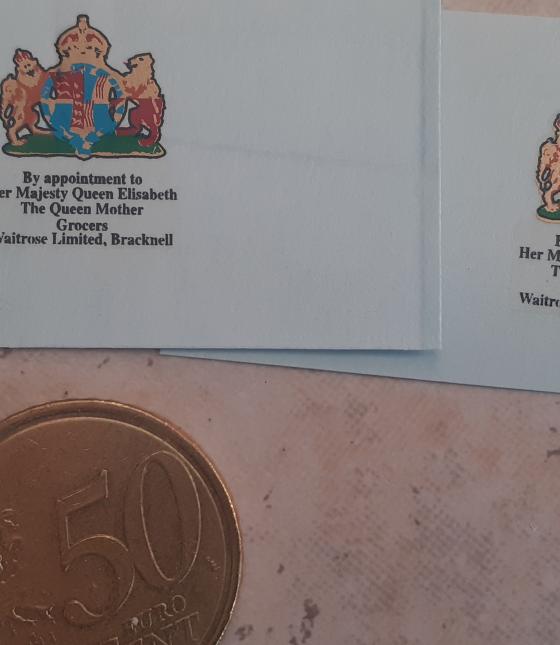 By appointment to
er Majesty Queen Elisabeth
The Queen Mother
Grocers
Waitrose Limited, Bracknell
Her M
T
Waitro
50
EURO
CENT